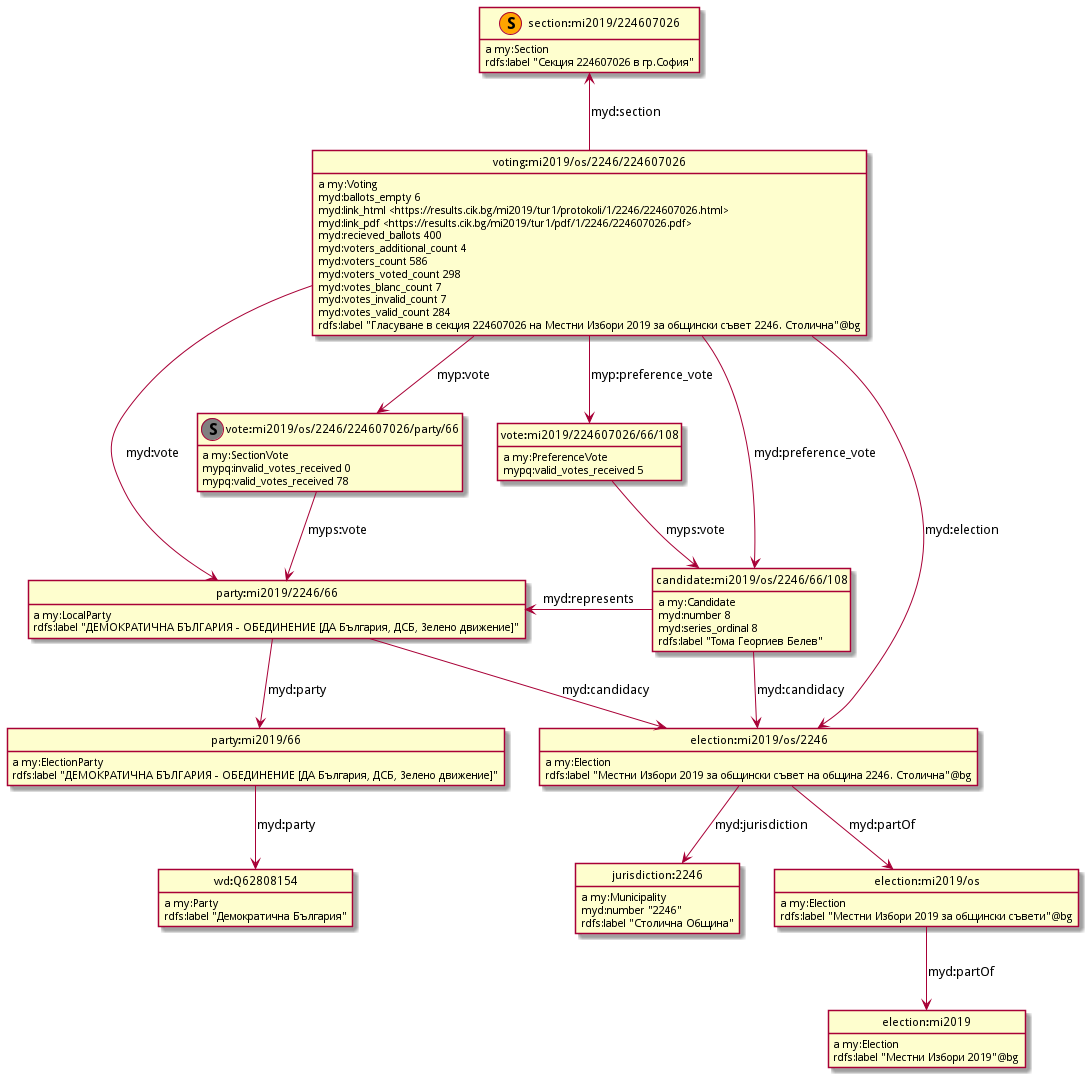 S section:mi2019/224607026
a my:Section
rdfs:label "Секция 224607026 в гр.София"
myd:section
voting:mi2019/os/2246/224607026
a my:Voting
myd:ballots_empty 6
myd:link_html <https://results.cik.bg/mi2019/tur1/protokoli/1/2246/224607026.html>
myd:link_pdf <https://results.cik.bg/mi2019/tur1/pdf/1/2246/224607026.pdf>
myd:recieved_ballots 400
myd:voters_additional_count 4
myd:voters_count 586
myd:voters_voted_count 298
myd:votes_blanc_count 7
myd:votes_invalid_count 7
myd:votes_valid_count 284
rdfs:label "Гласуване в секция 224607026 на Местни Избори 2019 за общински съвет 2246. Столична"@bg
myp:vote
myp:preference_vote
myd:vote
myd:preference_vote
myd:election
S vote:mi2019/os/2246/224607026/party/66
a my:SectionVote
mypq:invalid_votes_received 0
mypq:valid_votes_received 78
vote:mi2019/224607026/66/108
a my:PreferenceVote
mypq:valid_votes_received 5
myps:vote
myps:vote
party:mi2019/2246/66
a my:LocalParty
rdfs:label "ДЕМОКРАТИЧНА БЪЛГАРИЯ - ОБЕДИНЕНИЕ [ДА България, ДСБ, Зелено движение]"
myd:represents
candidate:mi2019/os/2246/66/108
a my:Candidate
myd:number 8
myd:series_ordinal 8
rdfs:label "Тома Георгиев Белев"
myd:party
myd:candidacy
myd:candidacy
party:mi2019/66
a my:ElectionParty
rdfs:label "ДЕМОКРАТИЧНА БЪЛГАРИЯ - ОБЕДИНЕНИЕ [ДА България, ДСБ, Зелено движение]"
election:mi2019/os/2246
a my:Election
rdfs:label "Местни Избори 2019 за общински съвет на община 2246. Столична"@bg
myd:party
myd:jurisdiction
myd:partOf
wd:Q62808154
a my:Party
rdfs:label "Демократична България"
jurisdiction:2246
a my:Municipality
myd:number "2246"
rdfs:label "Столична Община"
election:mi2019/os
a my:Election
rdfs:label "Местни Избори 2019 за общински съвети"@bg
myd:partOf
election:mi2019
a my:Election
rdfs:label "Местни Избори 2019"@bg